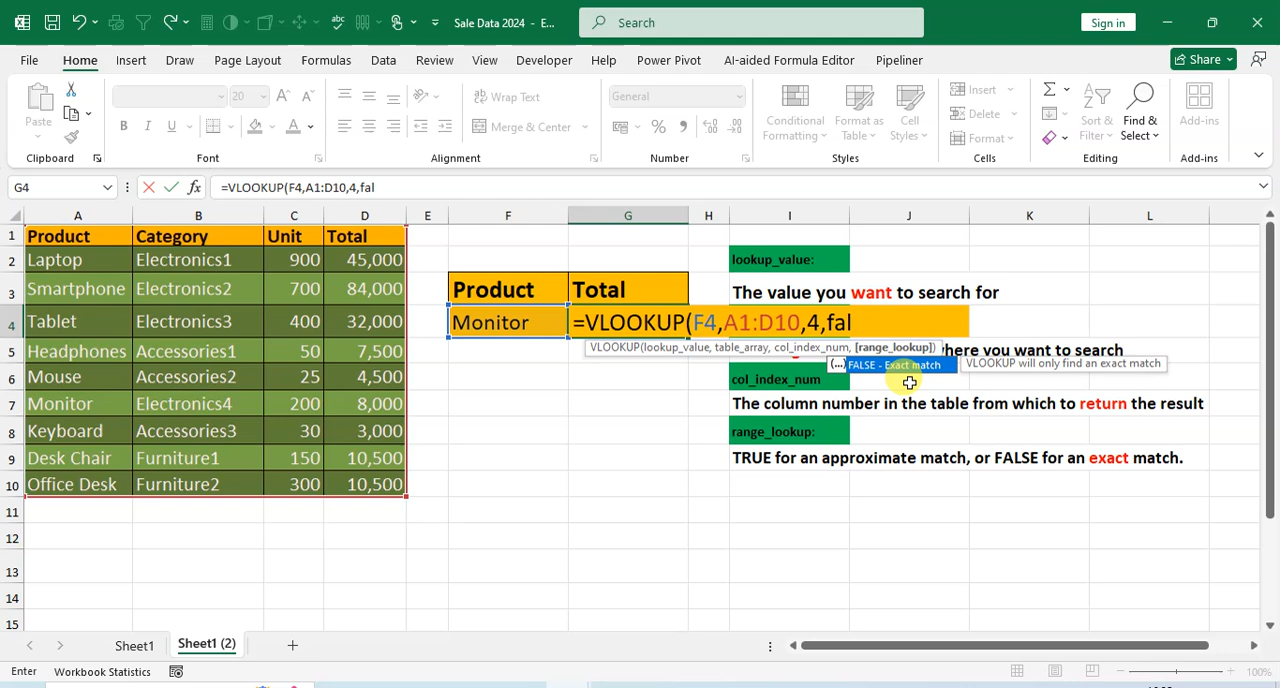 Sale Data 2024 - E...
Search
Sign in
File Home Insert Draw Page Layout Formulas Data Review View Developer Help Power Pivot AI-aided Formula Editor Pipeliner Share
Paste
20
B I U
Wrap Text
Merge & Center
General
Conditional Formatting
Format as Table
Cell Styles
Insert
Delete
Format
Sort & Filter
Find & Select
Add-ins
Clipboard Font Alignment Number Styles Cells Editing Add-ins
G4 fx =VLOOKUP(F4,A1:D10,4,fal
A B C D E F G H I J K L
1 Product Category Unit Total
2 Laptop Electronics1 900 45,000 lookup_value:
3 Smartphone Electronics2 700 84,000 Product Total The value you want to search for
4 Tablet Electronics3 400 32,000 Monitor =VLOOKUP(F4,A1:D10,4,fal
VLOOKUP(lookup_value, table_array, col_index_num, [range_lookup])
5 Headphones Accessories1 50 7,500 where you want to search
(...) FALSE - Exact match VLOOKUP will only find an exact match
6 Mouse Accessories2 25 4,500 col_index_num
7 Monitor Electronics4 200 8,000 The column number in the table from which to return the result
8 Keyboard Accessories3 30 3,000 range_lookup:
9 Desk Chair Furniture1 150 10,500 TRUE for an approximate match, or FALSE for an exact match.
10 Office Desk Furniture2 300 10,500
11
12
13
14
15
Sheet1 Sheet1 (2)
Enter Workbook Statistics 100%